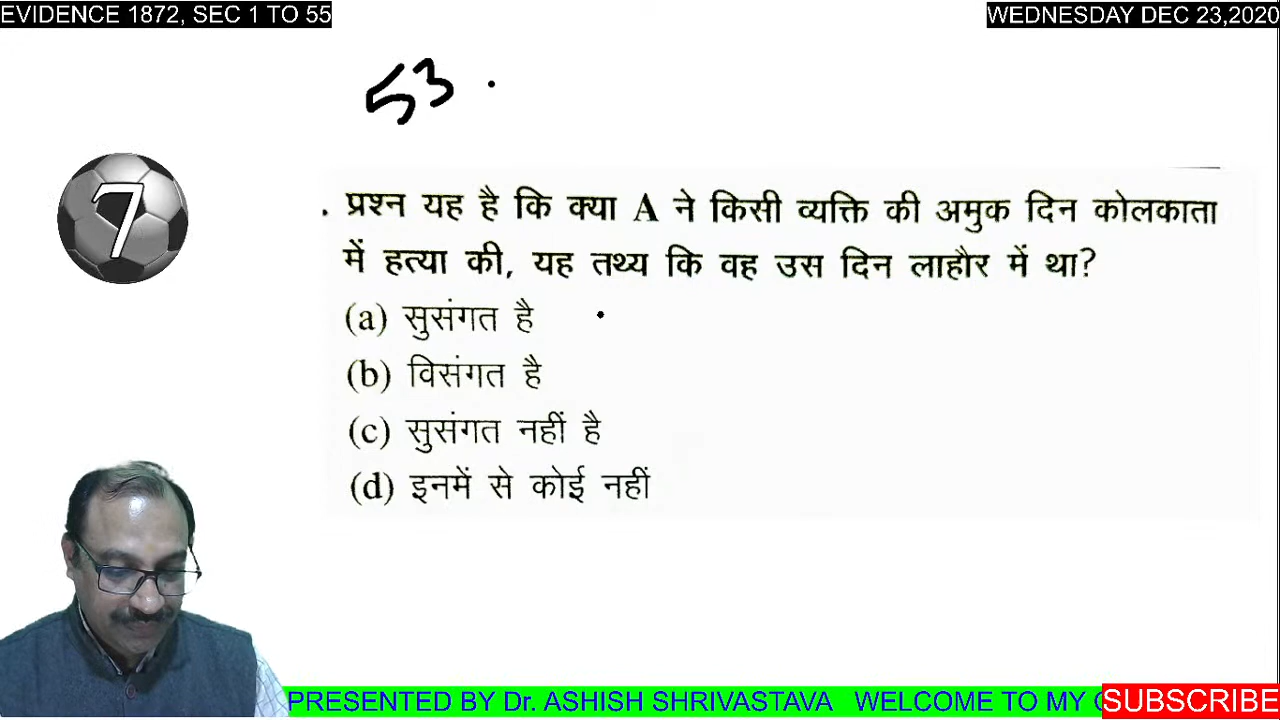 EVIDENCE 1872, SEC 1 TO 55
WEDNESDAY DEC 23,2020
53
7
. प्रश्न यह है कि क्या A ने किसी व्यक्ति की अमुक दिन कोलकाता
में हत्या की, यह तथ्य कि वह उस दिन लाहौर में था?
(a) सुसंगत है
(b) विसंगत है
(c) सुसंगत नहीं है
(d) इनमें से कोई नहीं
PRESENTED BY Dr. ASHISH SHRIVASTAVA WELCOME TO MY
SUBSCRIBE